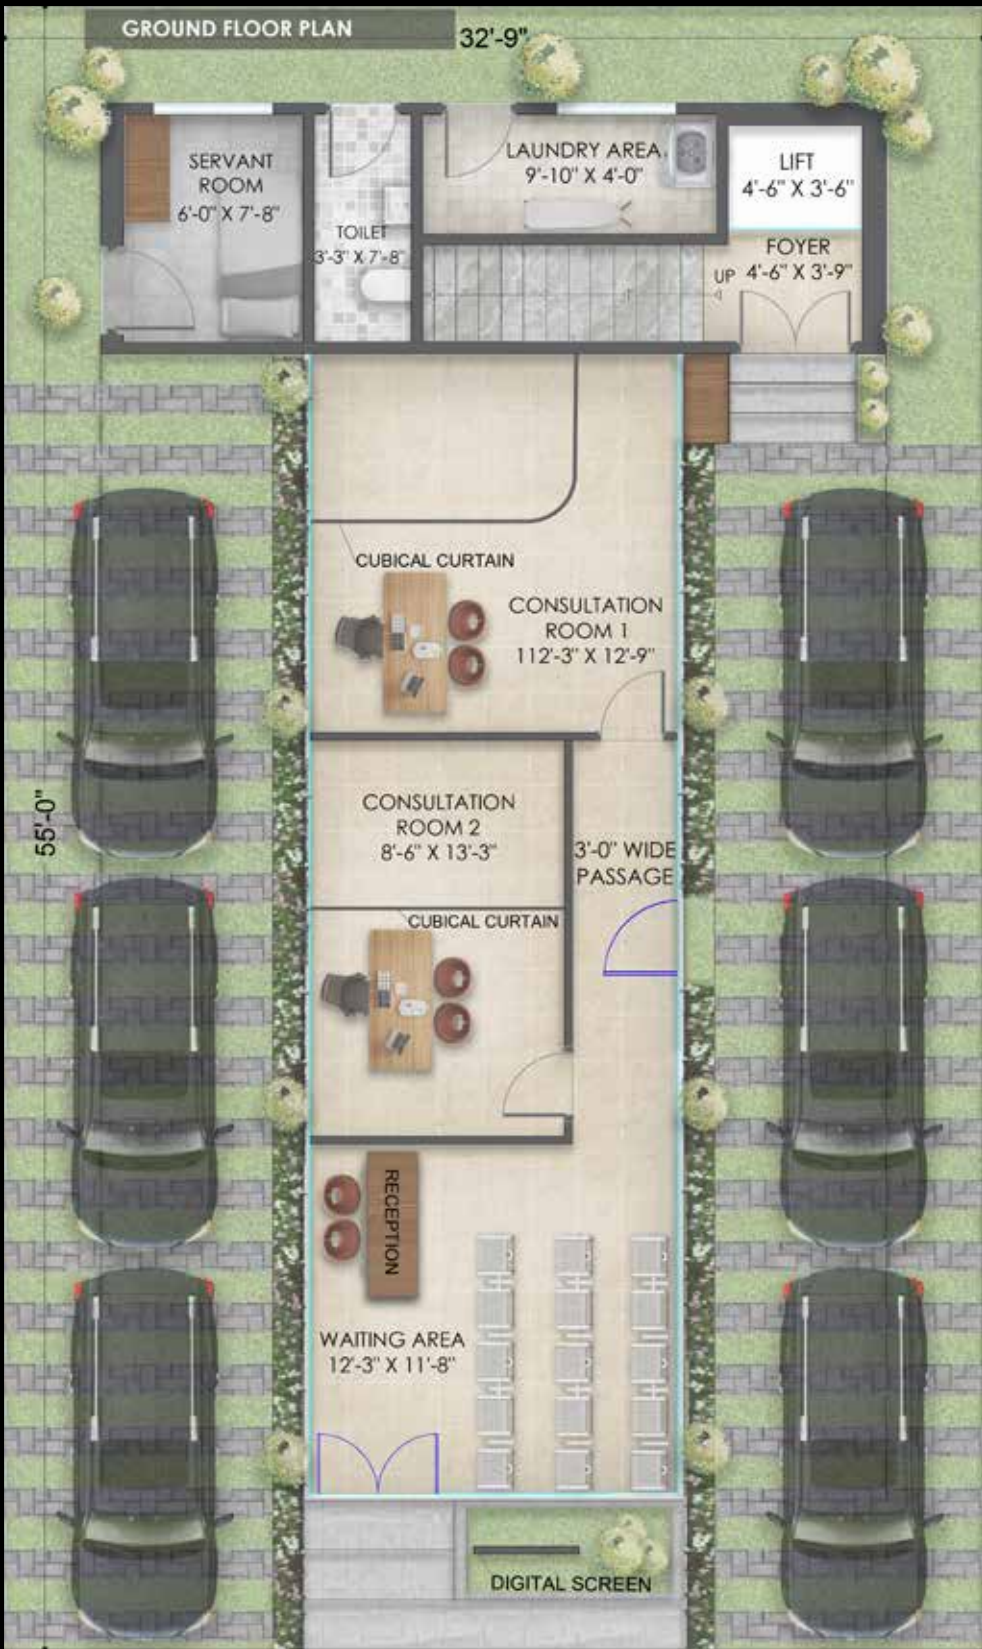 GROUND FLOOR PLAN
32'-9"
SERVANT
ROOM
6'-0" X 7'-8"
TOILET
3'-3" X 7'-8"
LAUNDRY AREA
9'-10" X 4'-0"
LIFT
4'-6" X 3'-6"
FOYER
4'-6" X 3'-9"
UP
CUBICAL CURTAIN
CONSULTATION
ROOM 1
112'-3" X 12'-9"
55'-0"
CONSULTATION
ROOM 2
8'-6" X 13'-3"
3'-0" WIDE
PASSAGE
CUBICAL CURTAIN
RECEPTION
WAITING AREA
12'-3" X 11'-8"
DIGITAL SCREEN